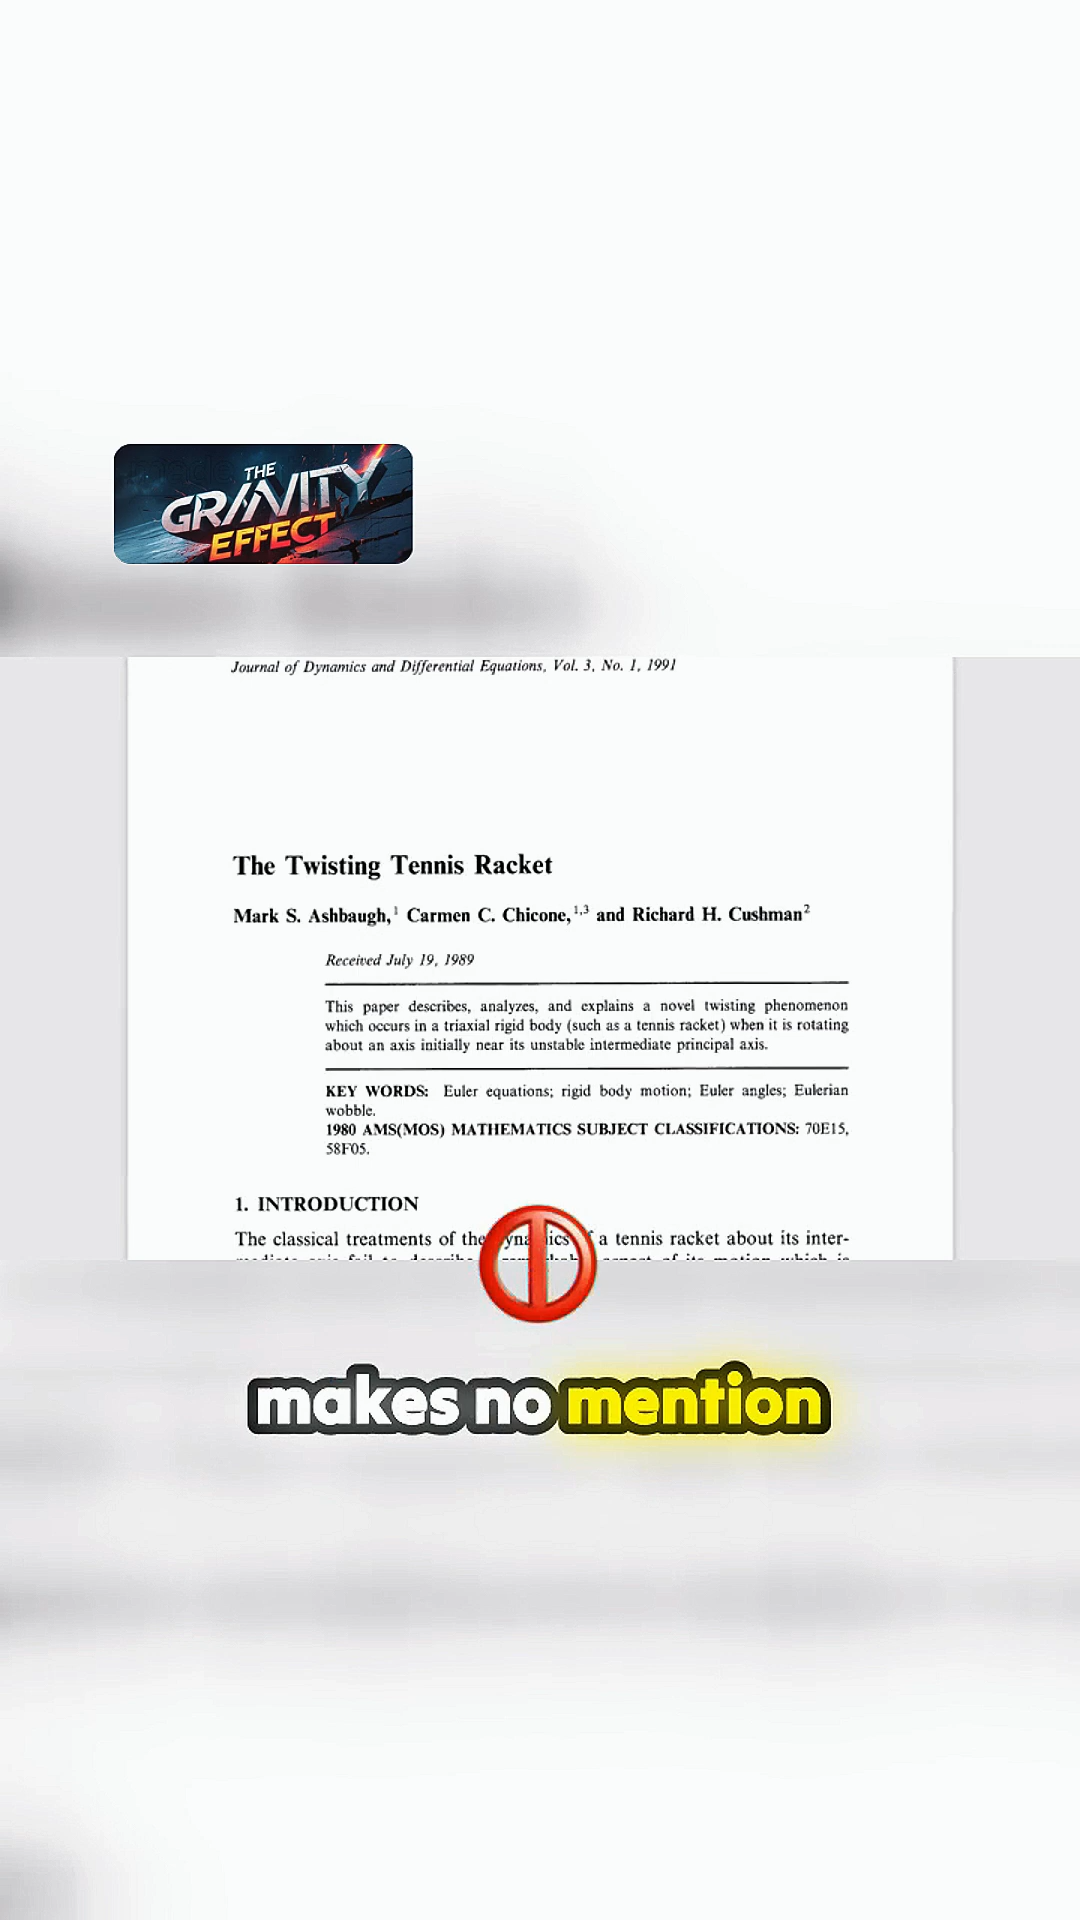 THE
GRAVITY
EFFECT
Journal of Dynamics and Differential Equations, Vol. 3, No. 1, 1991
The Twisting Tennis Racket
Mark S. Ashbaugh,1 Carmen C. Chicone,1,3 and Richard H. Cushman2
Received July 19, 1989
This paper describes, analyzes, and explains a novel twisting phenomenon
which occurs in a triaxial rigid body (such as a tennis racket) when it is rotating
about an axis initially near its unstable intermediate principal axis.
KEY WORDS: Euler equations; rigid body motion; Euler angles; Eulerian
wobble.
1980 AMS(MOS) MATHEMATICS SUBJECT CLASSIFICATIONS: 70E15,
58F05.
1. INTRODUCTION
The classical treatments of the dynamics of a tennis racket about its inter-
makes no mention